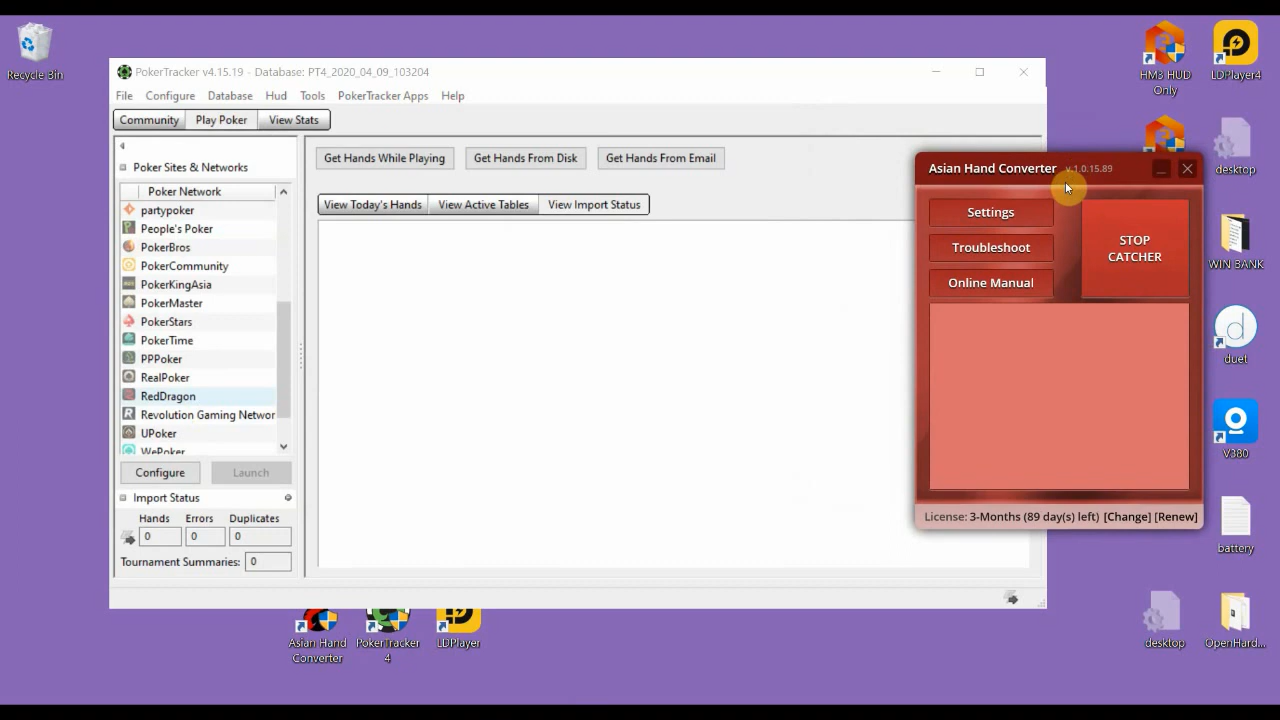 Recycle Bin
PokerTracker v4.15.19 - Database: PT4_2020_04_09_103204
File Configure Database Hud Tools PokerTracker Apps Help
Community Play Poker View Stats
Poker Sites & Networks
Poker Network
partypoker
People's Poker
PokerBros
PokerCommunity
PokerKingAsia
PokerMaster
PokerStars
PokerTime
PPPoker
RealPoker
RedDragon
Revolution Gaming Networ
UPoker
WePoker
Configure Launch
Import Status
Hands Errors Duplicates
0 0 0
Tournament Summaries: 0
Get Hands While Playing Get Hands From Disk Get Hands From Email
View Today's Hands View Active Tables View Import Status
Asian Hand Converter v.1.0.15.89
Settings
Troubleshoot
Online Manual
STOP
CATCHER
License: 3-Months (89 day(s) left) [Change] [Renew]
HM3 HUD
Only
LDPlayer4
desktop
WIN BANK
duet
V380
battery
desktop
OpenHard...
Asian Hand
Converter
PokerTracker
4
LDPlayer